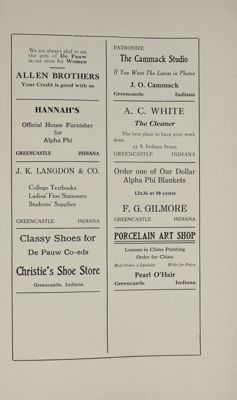 We are always glad to see
the girls of De Pauw
in our store for Women
ALLEN BROTHERS
Your Credit is good with us
HANNAH'S
Official House Furnisher
for
Alpha Phi
GREENCASTLE INDIANA
J. K. LANGDON & CO.
College Textbooks
Ladies' Fine Stationery
Students' Supplies
GREENCASTLE INDIANA
Classy Shoes for
De Pauw Co-eds
Christie's Shoe Store
Greencastle, Indiana
PATRONIZE
The Cammack Studio
If You Want The Latest in Photos
J. O. Cammack
Greencastle Indiana
A. C. WHITE
The Cleaner
The best place to have your work
done.
23 S. Indiana Street
GREENCASTLE INDIANA
Order one of Our Dollar
Alpha Phi Blankets
12x36 at 50 cents
F. G. GILMORE
GREENCASTLE INDIANA
PORCELAIN ART SHOP
Lessons in China Painting
Order for China
Mail Orders a Specialty Write for Prices
Pearl O'Hair
Greencastle Indiana